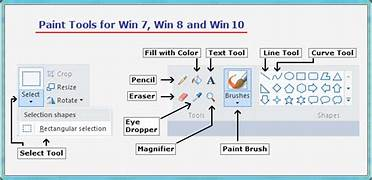 Paint Tools for Win 7, Win 8 and Win 10
Fill with Color
Text Tool
Line Tool
Curve Tool
Pencil
Eraser
Eye
Dropper
Magnifier
Tools
Brushes
Paint Brush
Shapes
Select
Crop
Resize
Rotate
Selection shapes
Rectangular selection
Select Tool
A